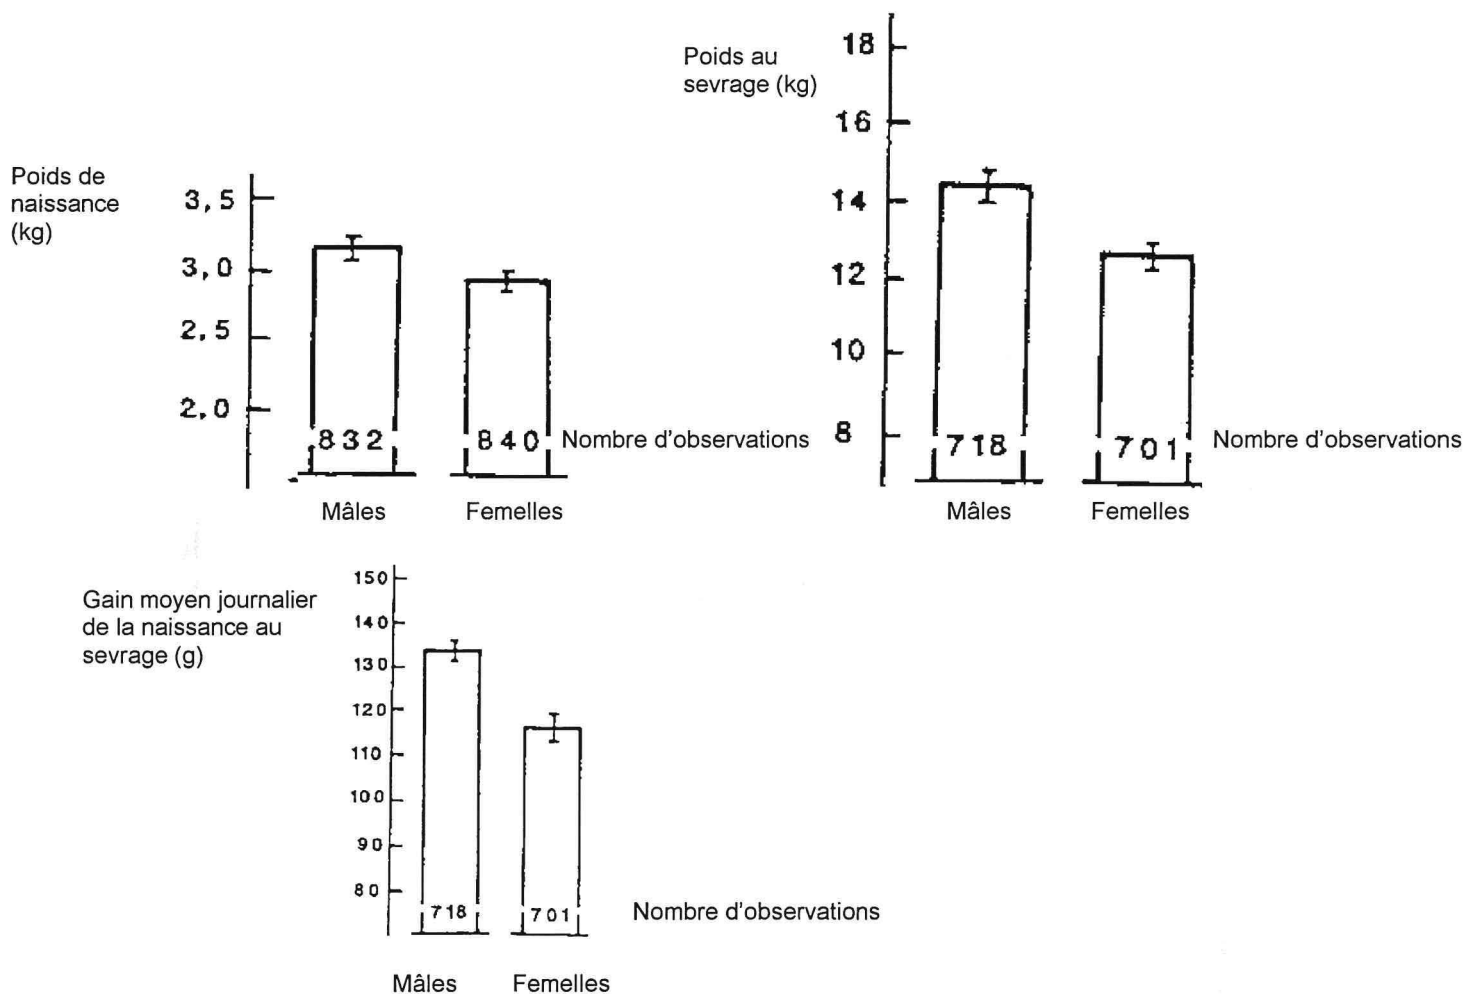 Poids de
naissance
(kg)
3,5
3,0
2,5
2,0
832
840
Nombre d'observations
Mâles
Femelles
Poids au
sevrage (kg)
18
16
14
12
10
8
718
701
Nombre d'observations
Mâles
Femelles
Gain moyen journalier
de la naissance au
sevrage (g)
150
140
130
120
110
100
90
80
718
701
Nombre d'observations
Mâles
Femelles